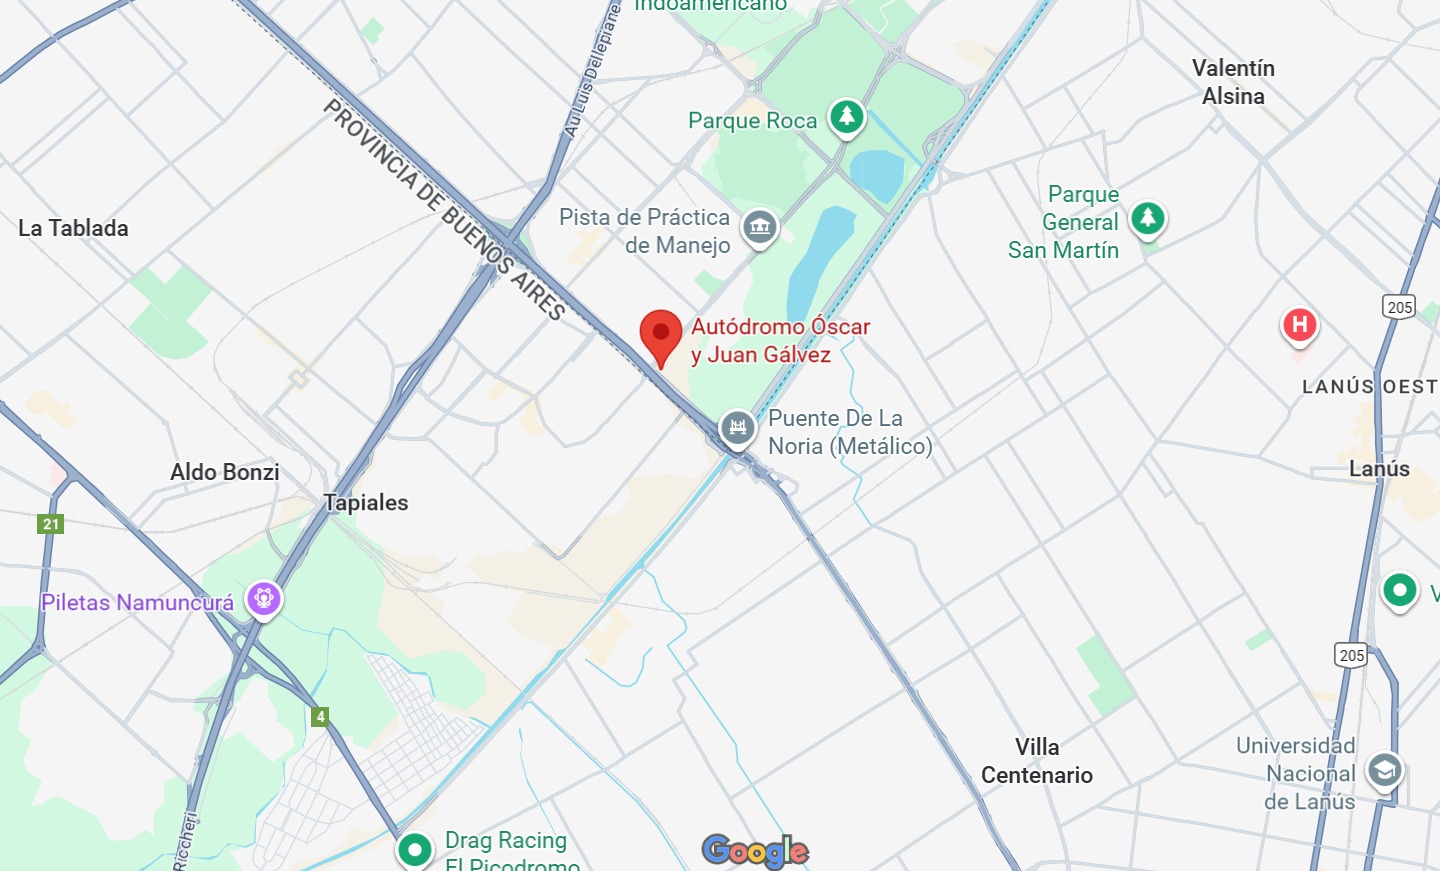 Indoamericano
Au Luis Dellepiane
Valentín
Alsina
PROVINCIA DE BUENOS AIRES
Parque Roca
La Tablada
Pista de Práctica
de Manejo
Parque
General
San Martín
205
H
Autódromo Óscar
y Juan Gálvez
LANÚS OEST
Puente De La
Noria (Metálico)
Lanús
Aldo Bonzi
Tapiales
21
Piletas Namuncurá
V
205
4
Villa
Centenario
Universidad
Nacional
de Lanús
Riccheri
Drag Racing
El Picodromo
Google